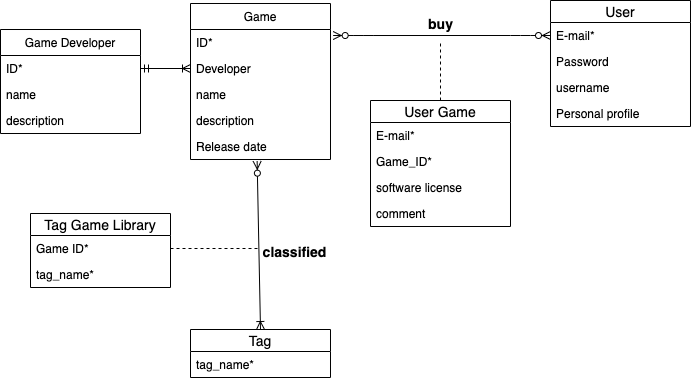 Game Developer
ID*
name
description
Game
ID*
Developer
name
description
Release date
buy
User
E-mail*
Password
username
Personal profile
User Game
E-mail*
Game_ID*
software license
comment
Tag Game Library
Game ID*
tag_name*
classified
Tag
tag_name*